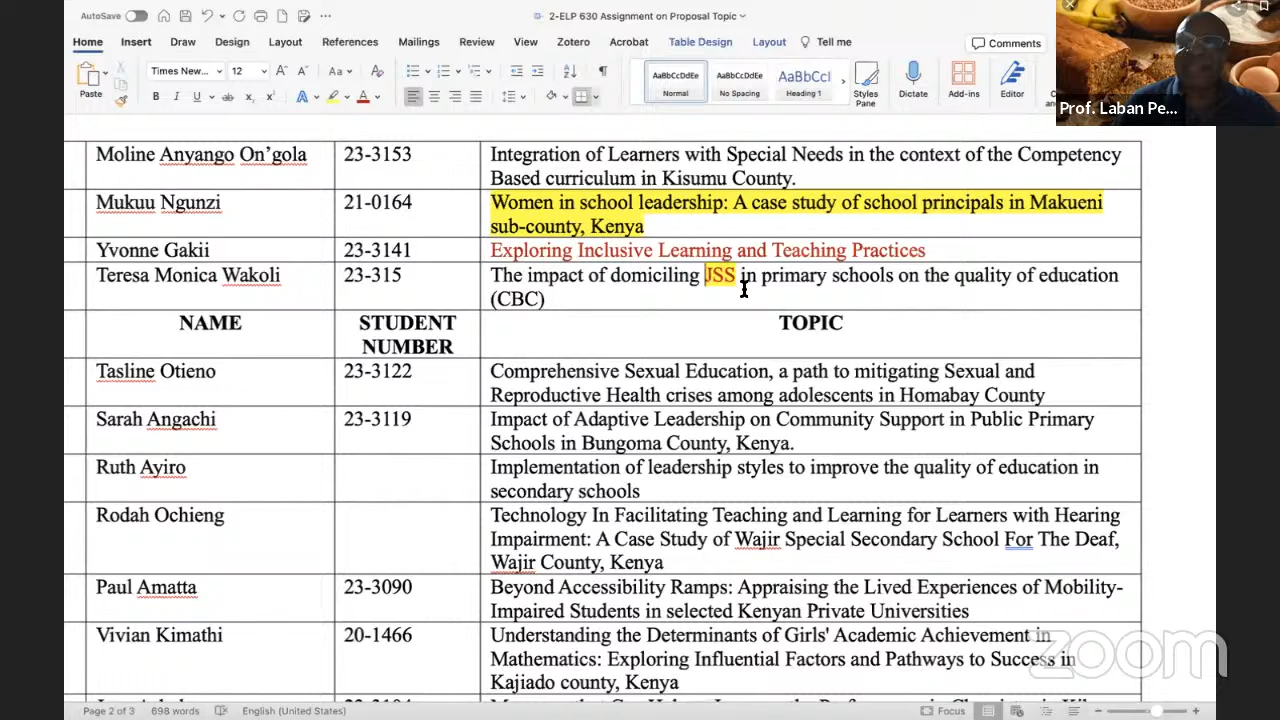 AutoSave
2-ELP 630 Assignment on Proposal Topic
Home Insert Draw Design Layout References Mailings Review View Zotero Acrobat Table Design Layout Tell me
Comments
Paste
Times New... 12
AaBbCcDdEe AaBbCcDdEe AaBbCcI
Normal No Spacing Heading 1
Styles Pane
Dictate
Add-ins
Editor
Prof. Laban Pe...
Moline Anyango On’gola 23-3153 Integration of Learners with Special Needs in the context of the Competency
Based curriculum in Kisumu County.
Mukuu Ngunzi 21-0164 Women in school leadership: A case study of school principals in Makueni
sub-county, Kenya
Yvonne Gakii 23-3141 Exploring Inclusive Learning and Teaching Practices
Teresa Monica Wakoli 23-315 The impact of domiciling JSS in primary schools on the quality of education
(CBC)
NAME STUDENT TOPIC
NUMBER
Tasline Otieno 23-3122 Comprehensive Sexual Education, a path to mitigating Sexual and
Reproductive Health crises among adolescents in Homabay County
Sarah Angachi 23-3119 Impact of Adaptive Leadership on Community Support in Public Primary
Schools in Bungoma County, Kenya.
Ruth Ayiro Implementation of leadership styles to improve the quality of education in
secondary schools
Rodah Ochieng Technology In Facilitating Teaching and Learning for Learners with Hearing
Impairment: A Case Study of Wajir Special Secondary School For The Deaf,
Wajir County, Kenya
Paul Amatta 23-3090 Beyond Accessibility Ramps: Appraising the Lived Experiences of Mobility-
Impaired Students in selected Kenyan Private Universities
Vivian Kimathi 20-1466 Understanding the Determinants of Girls' Academic Achievement in
Mathematics: Exploring Influential Factors and Pathways to Success in
Kajiado county, Kenya
zoom
Page 2 of 3 698 words English (United States) Focus